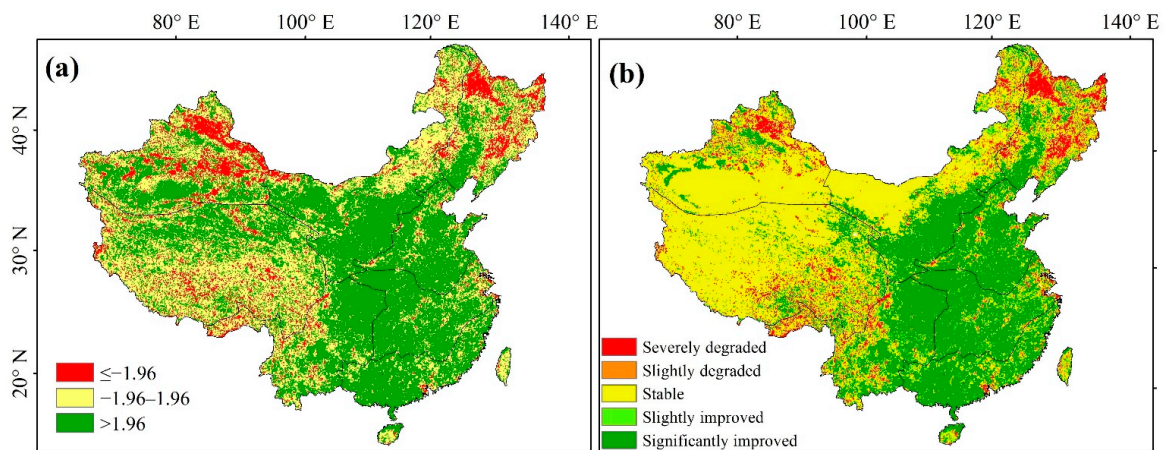 80° E 100° E 120° E 140° E 80° E 100° E 120° E 140° E
(a) (b)
40° N
30° N
20° N
≤−1.96
−1.96–1.96
>1.96
Severely degraded
Slightly degraded
Stable
Slightly improved
Significantly improved